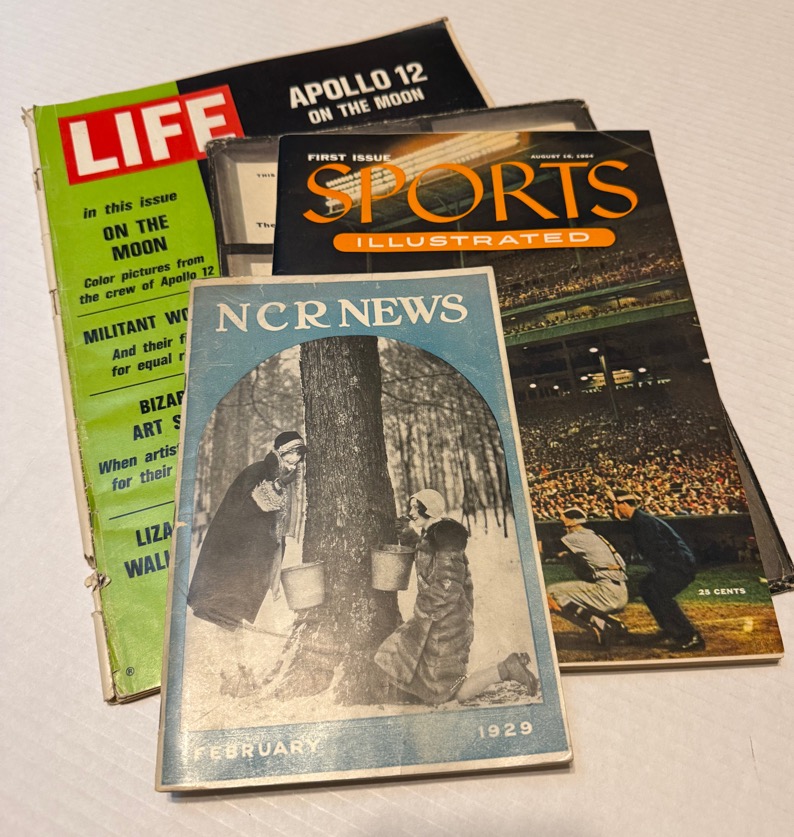 LIFE
APOLLO 12
ON THE MOON
in this issue
ON THE
MOON
Color pictures from
the crew of Apollo 12
MILITANT WO
And their f
for equal r
BIZAR
ART S
When artis
for their
LIZA
WAL
®
THIS
The
FIRST ISSUE
AUGUST 16, 1954
SPORTS
ILLUSTRATED
25 CENTS
NCR NEWS
FEBRUARY
1929